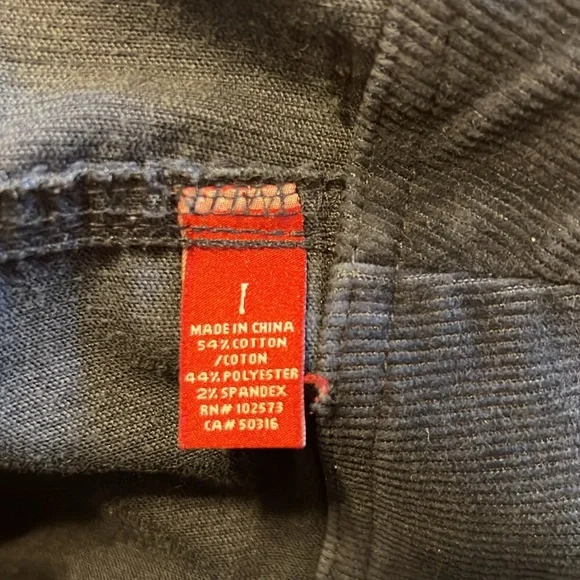 I
MADE IN CHINA
54% COTTON
/COTON
44% POLYESTER
2% SPANDEX
RN# 102573
CA# 50316